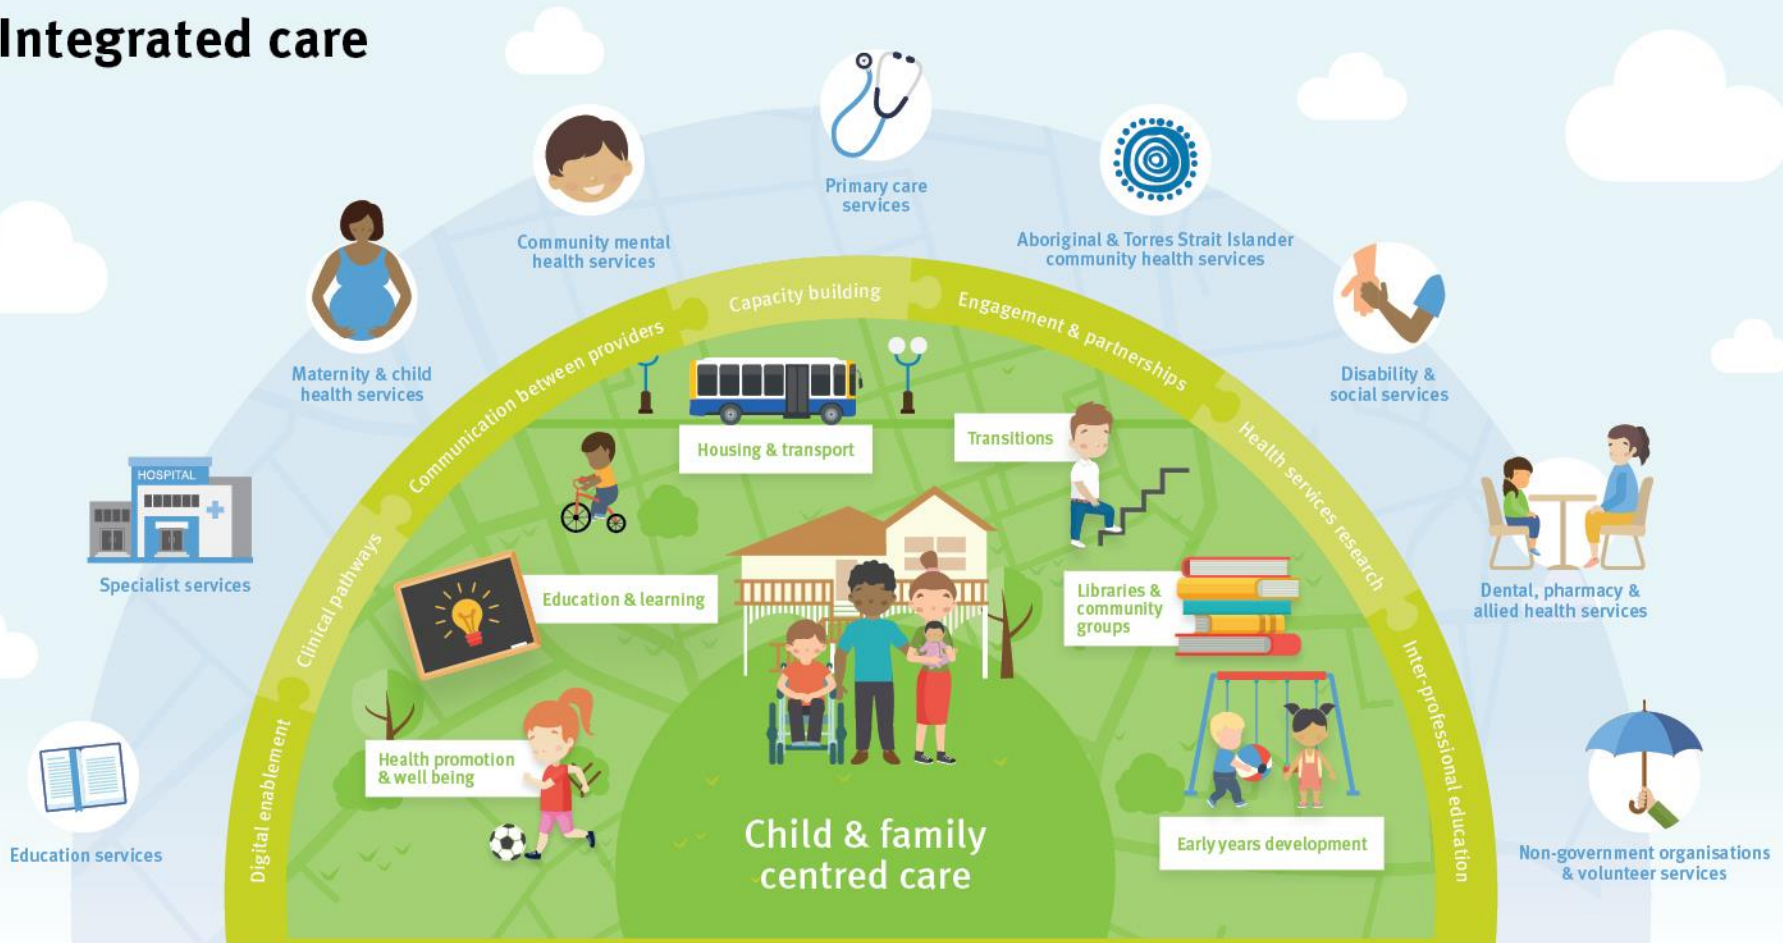 Integrated care
Primary care
services
Community mental
health services
Aboriginal & Torres Strait Islander
community health services
Maternity & child
health services
Disability &
social services
HOSPITAL
Specialist services
Dental, pharmacy &
allied health services
Education services
Non-government organisations
& volunteer services
Digital enablement
Clinical pathways
Communication between providers
Capacity building
Engagement & partnerships
Health services research
Inter-professional education
Housing & transport
Transitions
Education & learning
Libraries &
community
groups
Health promotion
& well being
Early years development
Child & family
centred care